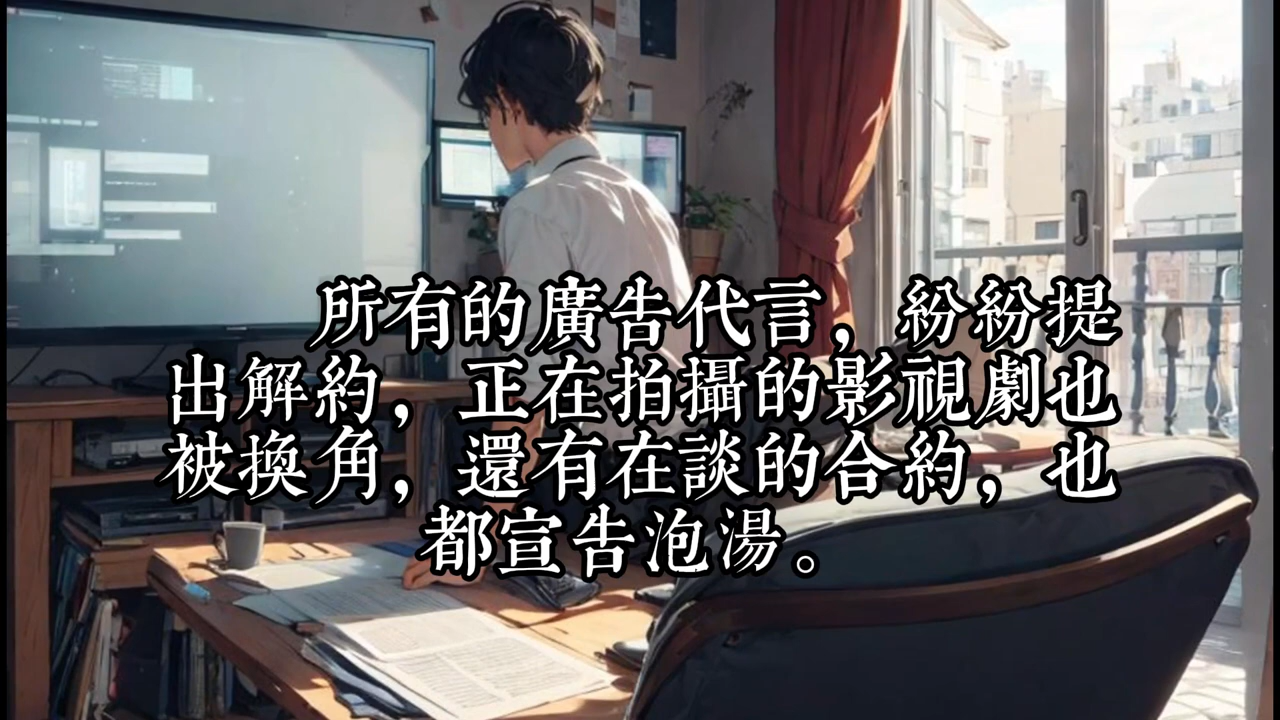 所有的廣告代言，紛紛提
出解約，正在拍攝的影視劇也
被換角，還有在談的合約，也
都宣告泡湯。